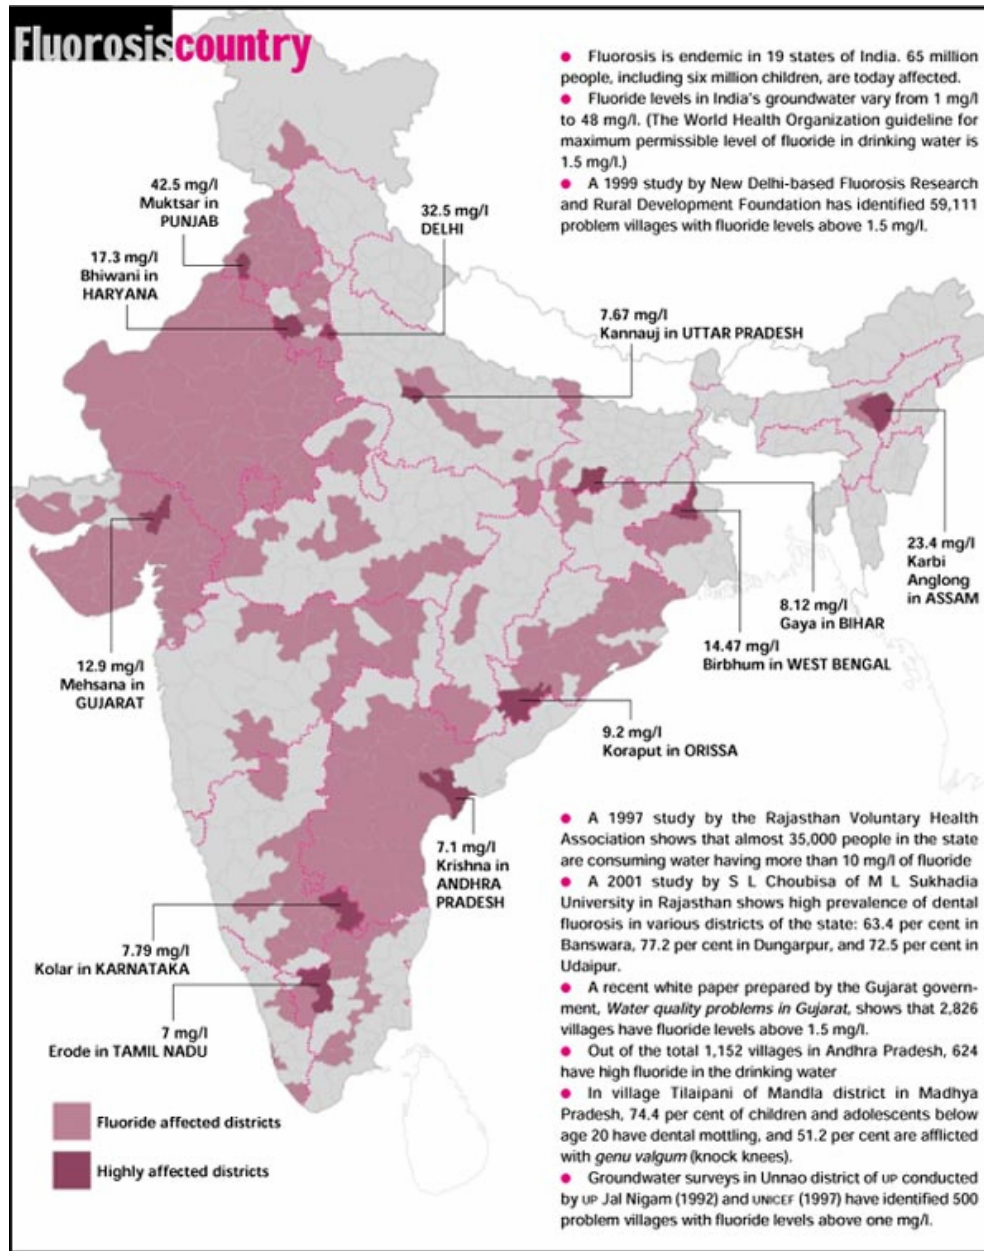 Fluorosiscountry
● Fluorosis is endemic in 19 states of India. 65 million
people, including six million children, are today affected.
● Fluoride levels in India's groundwater vary from 1 mg/l
to 48 mg/l. (The World Health Organization guideline for
maximum permissible level of fluoride in drinking water is
1.5 mg/l.)
● A 1999 study by New Delhi-based Fluorosis Research
and Rural Development Foundation has identified 59,111
problem villages with fluoride levels above 1.5 mg/l.
42.5 mg/l
Muktsar in
PUNJAB
32.5 mg/l
DELHI
17.3 mg/l
Bhiwani in
HARYANA
7.67 mg/l
Kannauj in UTTAR PRADESH
23.4 mg/l
Karbi
Anglong
in ASSAM
8.12 mg/l
Gaya in BIHAR
14.47 mg/l
Birbhum in WEST BENGAL
12.9 mg/l
Mehsana in
GUJARAT
9.2 mg/l
Koraput in ORISSA
7.1 mg/l
Krishna in
ANDHRA
PRADESH
7.79 mg/l
Kolar in KARNATAKA
7 mg/l
Erode in TAMIL NADU
Fluoride affected districts
Highly affected districts
● A 1997 study by the Rajasthan Voluntary Health
Association shows that almost 35,000 people in the state
are consuming water having more than 10 mg/l of fluoride
● A 2001 study by S L Choubisa of M L Sukhadia
University in Rajasthan shows high prevalence of dental
fluorosis in various districts of the state: 63.4 per cent in
Banswara, 77.2 per cent in Dungarpur, and 72.5 per cent in
Udaipur.
● A recent white paper prepared by the Gujarat govern-
ment, Water quality problems in Gujarat, shows that 2,826
villages have fluoride levels above 1.5 mg/l.
● Out of the total 1,152 villages in Andhra Pradesh, 624
have high fluoride in the drinking water
● In village Tilaipani of Mandla district in Madhya
Pradesh, 74.4 per cent of children and adolescents below
age 20 have dental mottling, and 51.2 per cent are afflicted
with genu valgum (knock knees).
● Groundwater surveys in Unnao district of UP conducted
by UP Jal Nigam (1992) and UNICEF (1997) have identified 500
problem villages with fluoride levels above one mg/l.